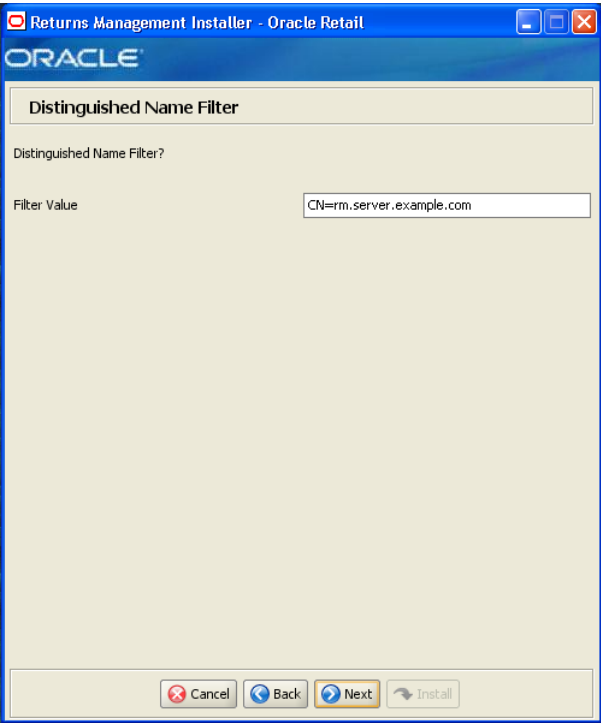 Returns Management Installer - Oracle Retail
ORACLE
Distinguished Name Filter
Distinguished Name Filter?
Filter Value CN=rm.server.example.com
Cancel Back Next Install